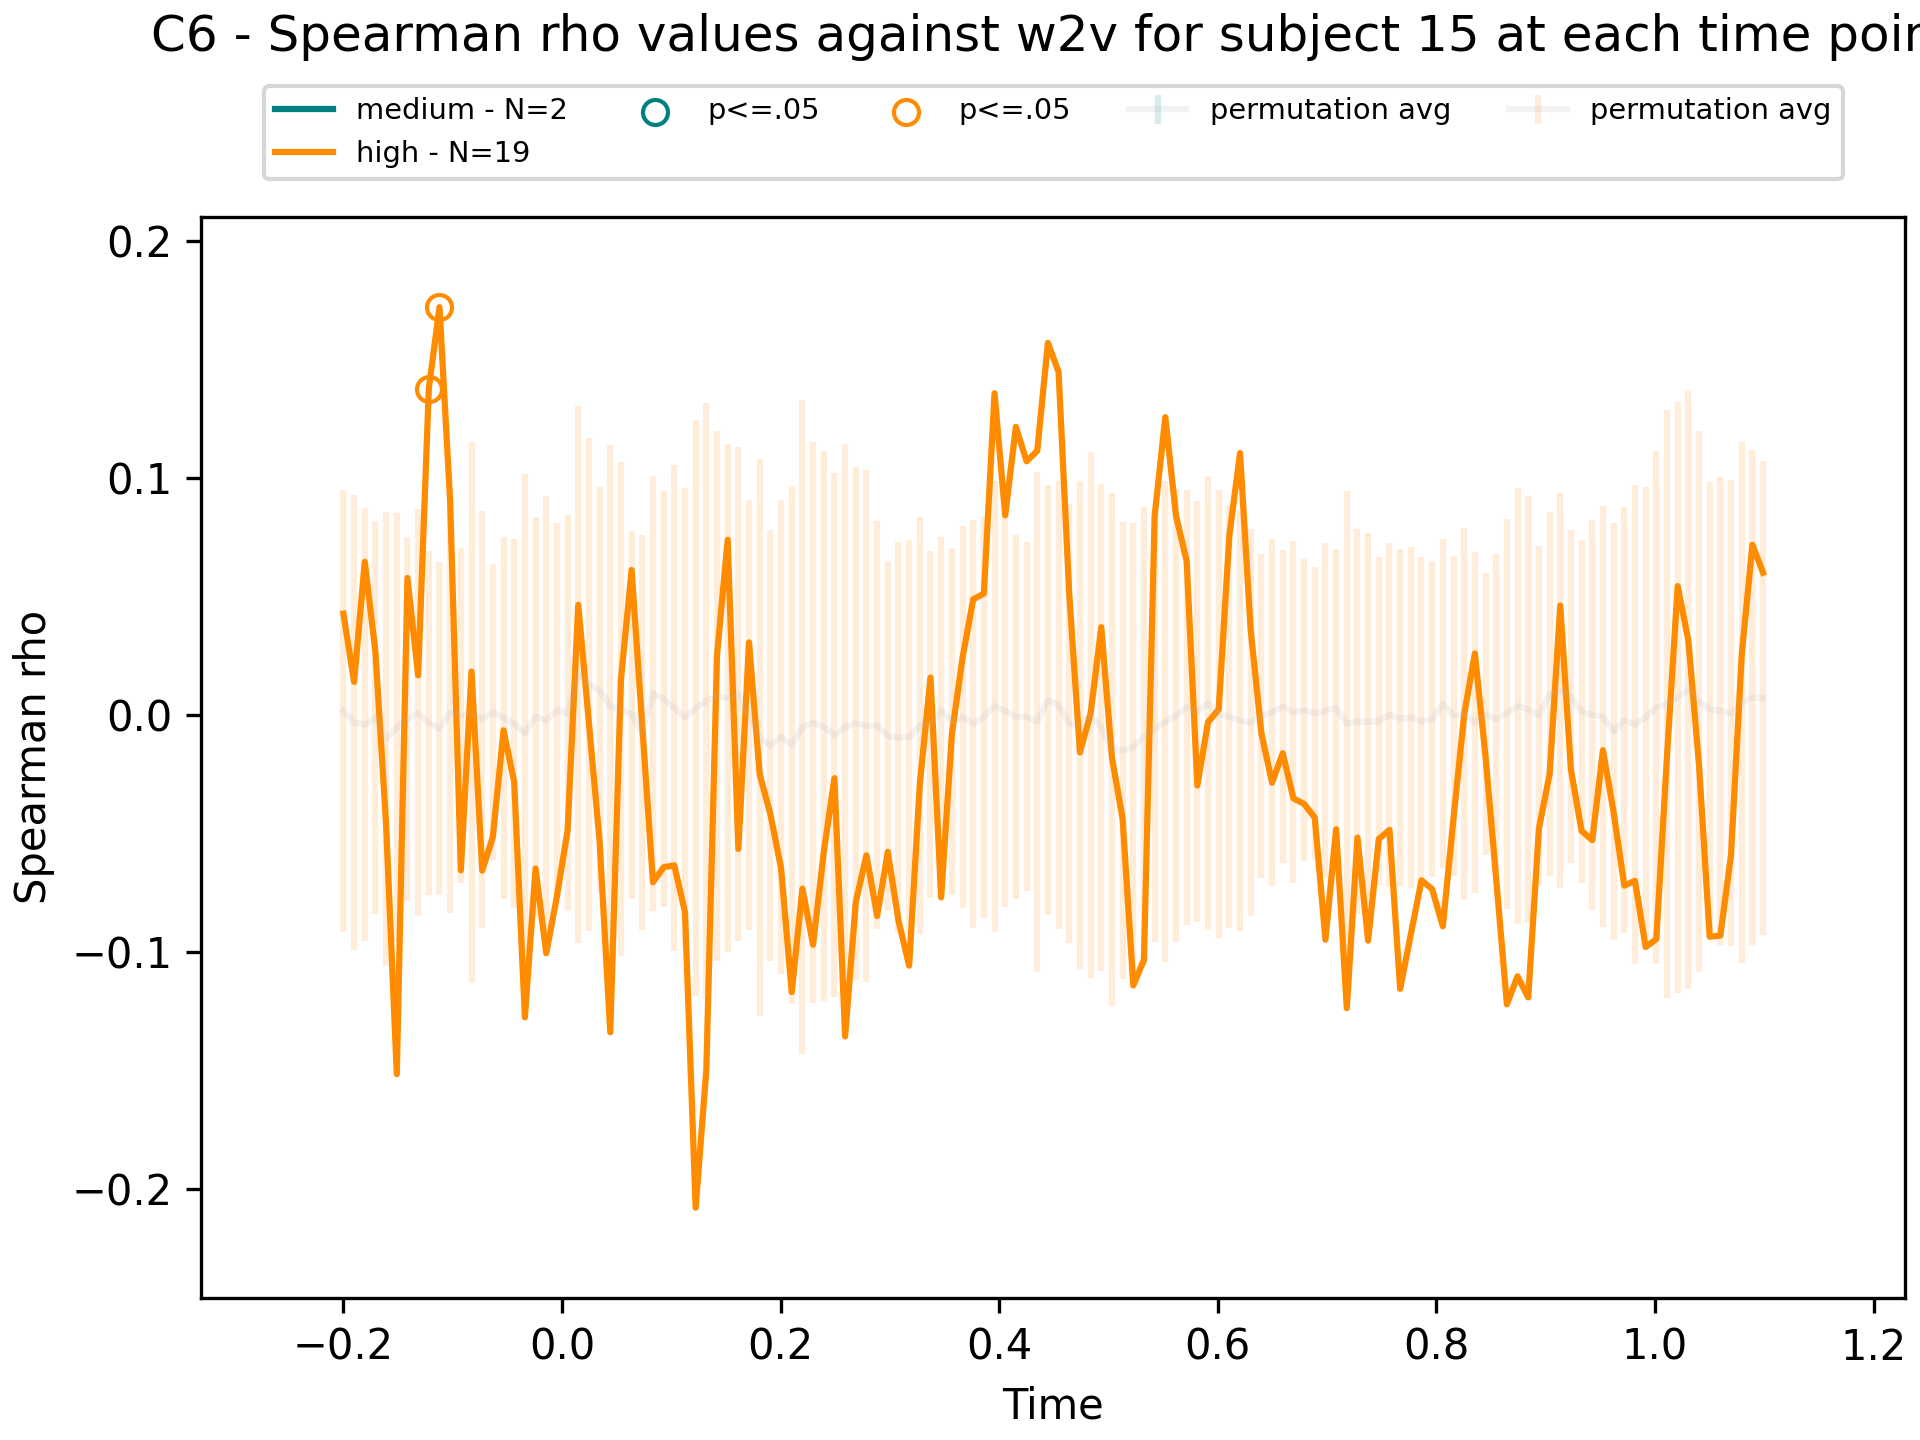 C6 - Spearman rho values against w2v for subject 15 at each time
medium - N=2
high - N=19
p<=.05
p<=.05
permutation avg
permutation avg
Spearman rho
0.2
0.1
0.0
−0.1
−0.2
−0.2
0.0
0.2
0.4
0.6
0.8
1.0
1.2
Time